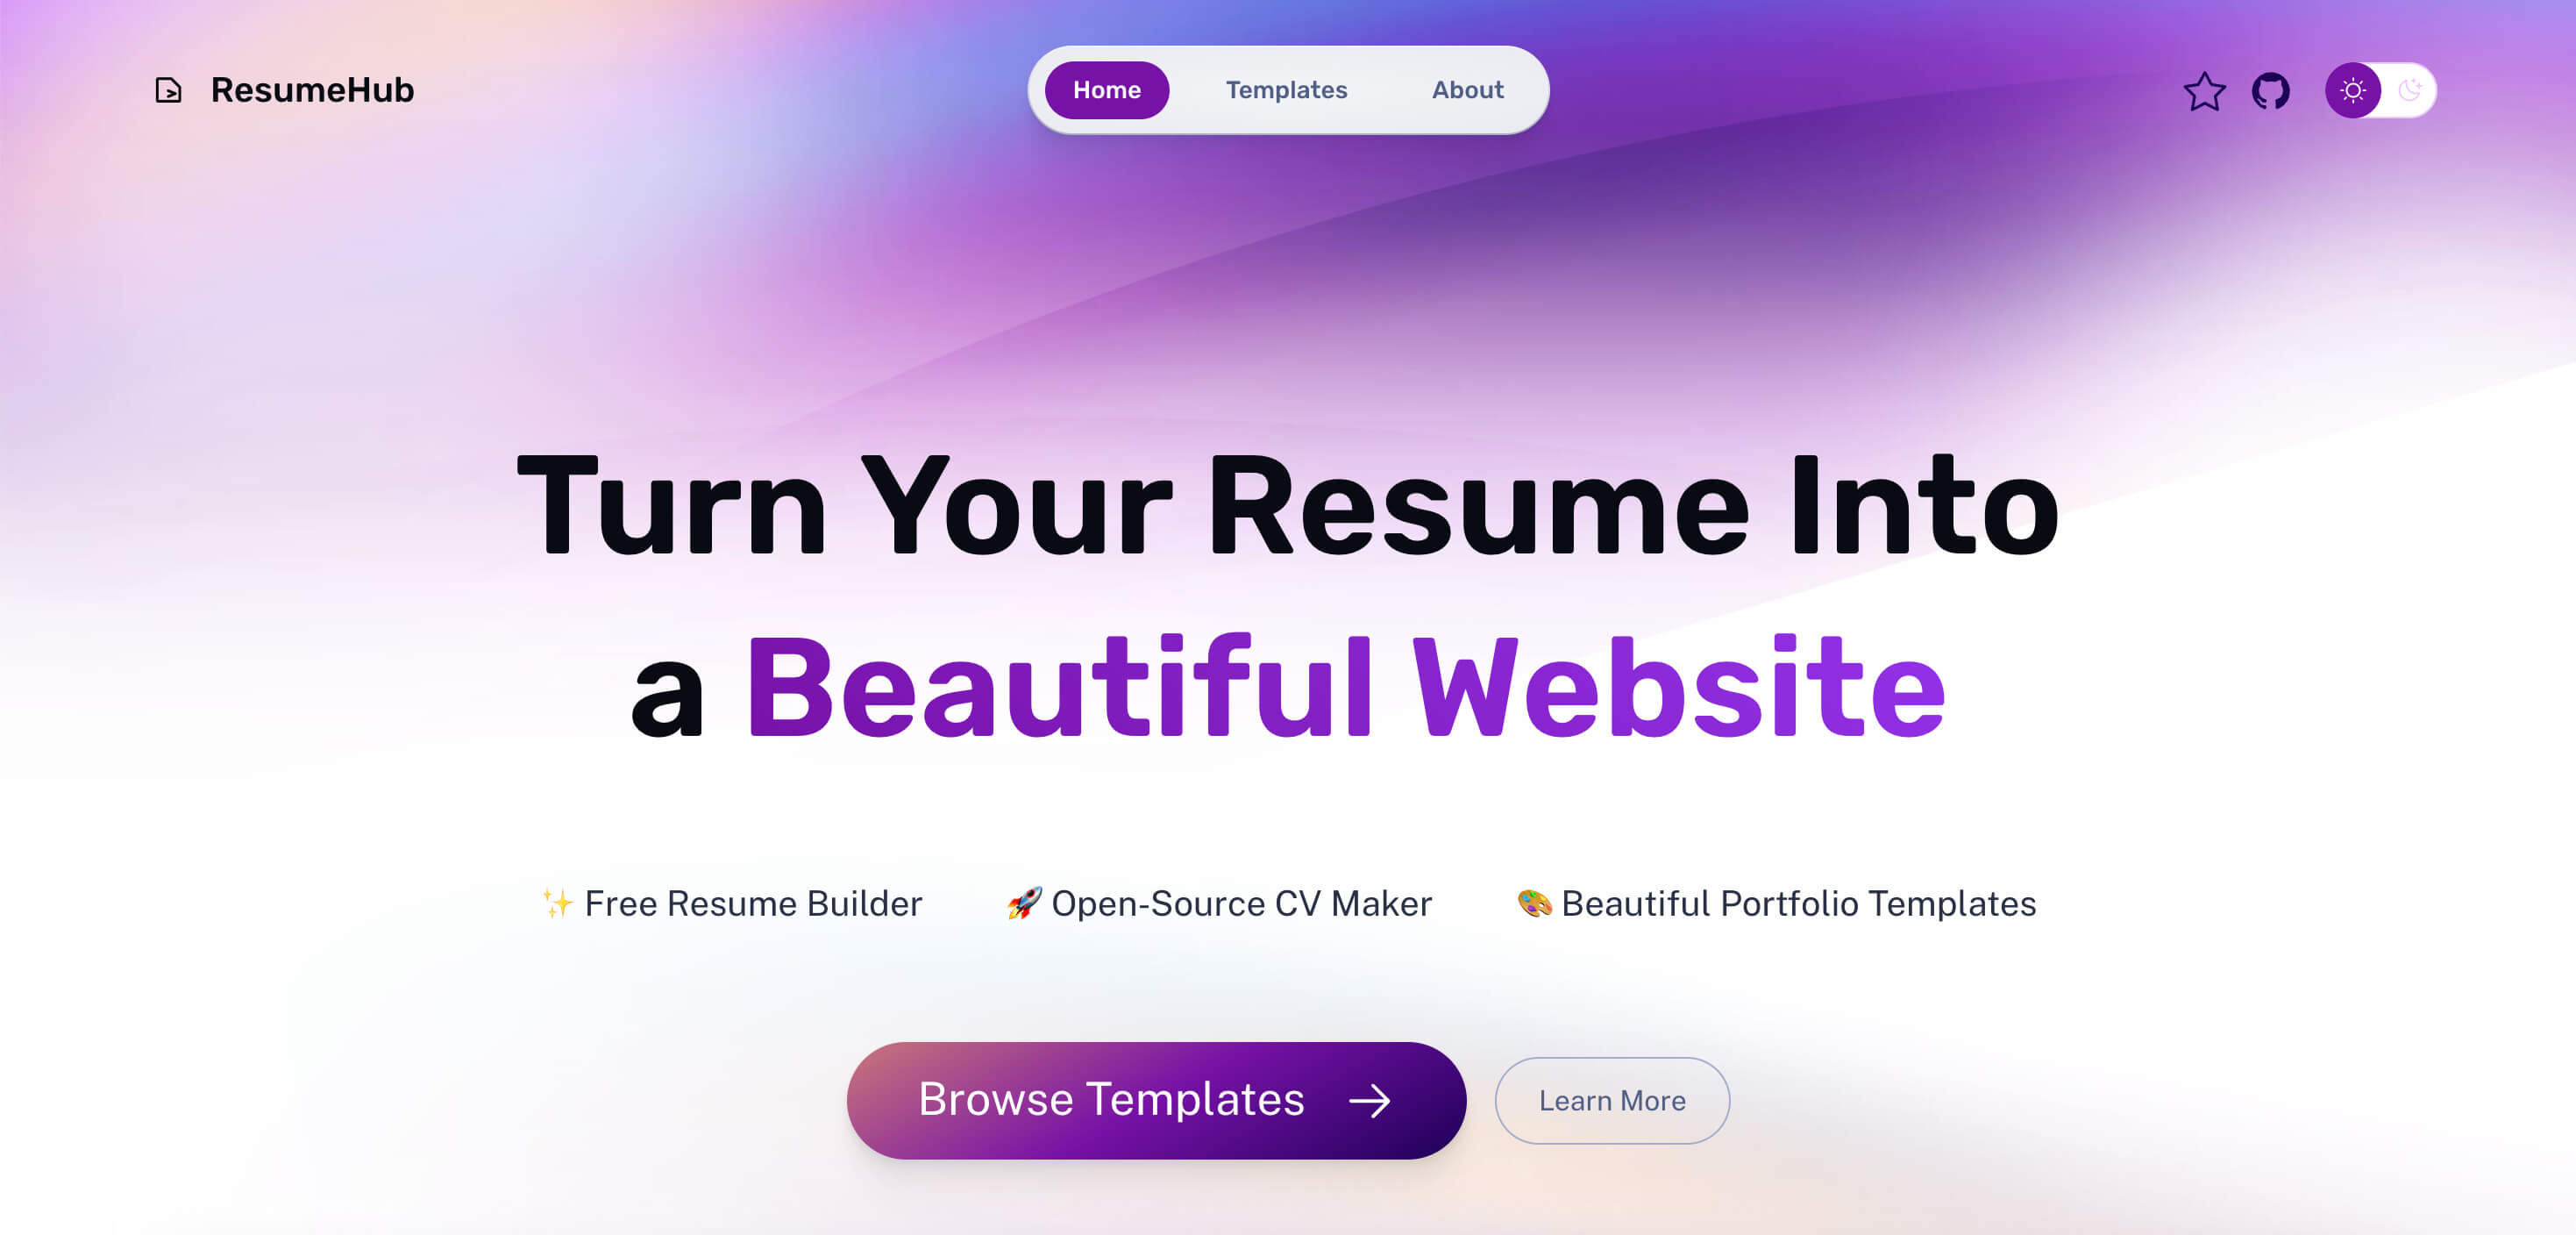 ResumeHub
Home
Templates
About
Turn Your Resume Into
a Beautiful Website
✨ Free Resume Builder
🚀 Open-Source CV Maker
🎨 Beautiful Portfolio Templates
Browse Templates →
Learn More